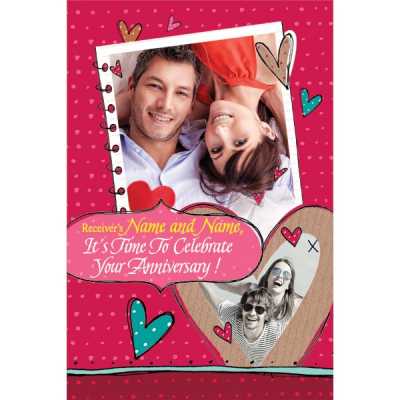 Receiver's Name and Name,
It's Time To Celebrate
Your Anniversary !
x